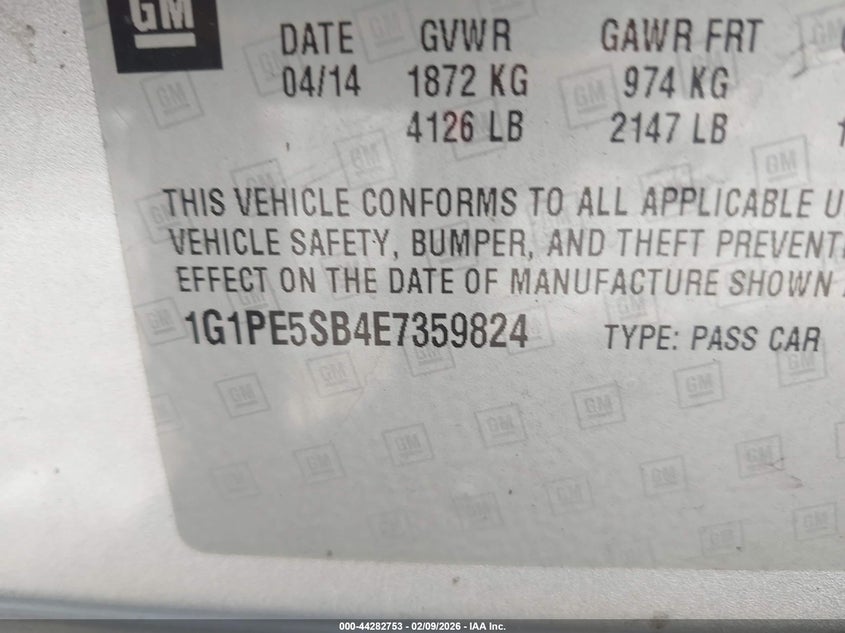 GM
DATE GVWR GAWR FRT
04/14 1872 KG 974 KG
4126 LB 2147 LB
THIS VEHICLE CONFORMS TO ALL APPLICABLE U
VEHICLE SAFETY, BUMPER, AND THEFT PREVENT
EFFECT ON THE DATE OF MANUFACTURE SHOWN
1G1PE5SB4E7359824 TYPE: PASS CAR
000-44282753 — 02/09/2026 — IAA Inc.